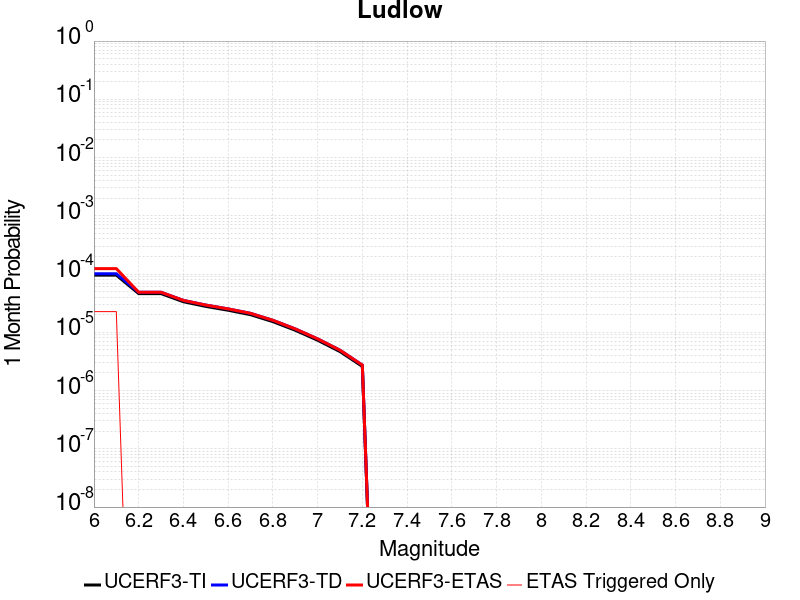 Ludlow
10^0
10^-1
10^-2
10^-3
10^-4
10^-5
10^-6
10^-7
10^-8
1 Month Probability
6 6.2 6.4 6.6 6.8 7 7.2 7.4 7.6 7.8 8 8.2 8.4 8.6 8.8 9
Magnitude
UCERF3-TI UCERF3-TD UCERF3-ETAS ETAS Triggered Only